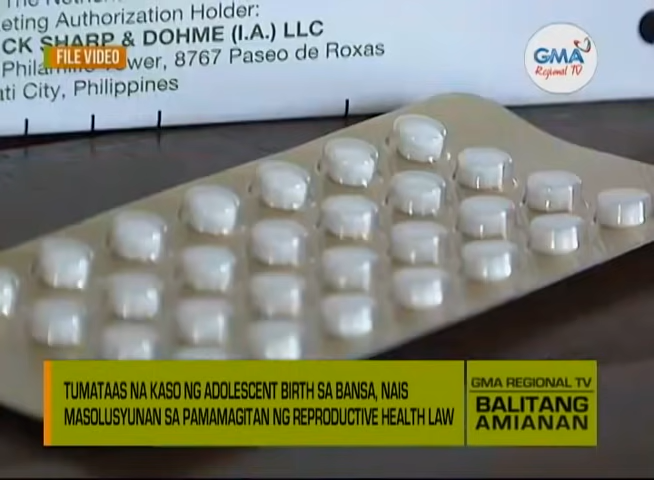 eting Authorization Holder:
CK SHARP & DOHME (I.A.) LLC
Tower, 8767 Paseo de Roxas
ati City, Philippines
FILE VIDEO
GMA
Regional TV
TUMATAAS NA KASO NG ADOLESCENT BIRTH SA BANSA, NAIS
MASOLUSYUNAN SA PAMAMAGITAN NG REPRODUCTIVE HEALTH LAW
GMA REGIONAL TV
BALITANG
AMIANAN